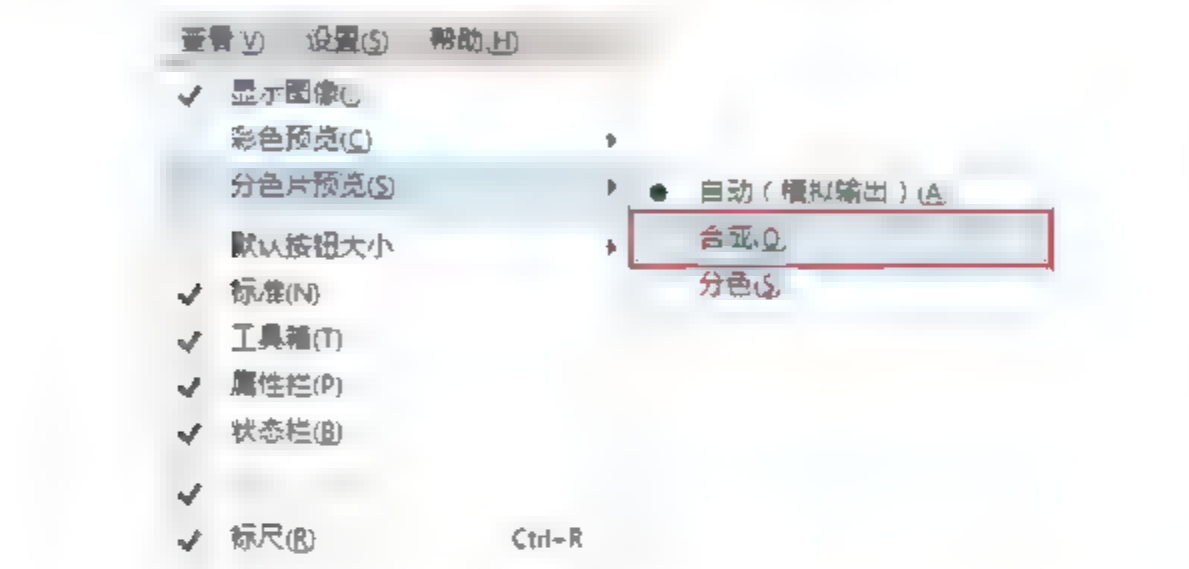 查看(V) 设置(S) 帮助(H)
显示图像(I)
彩色预览(C)
分色片预览(S)
自动(模拟输出)(A)
默认按钮大小
分色(S)
标准(N)
工具箱(T)
属性栏(P)
状态栏(B)
标尺(R) Ctrl+R